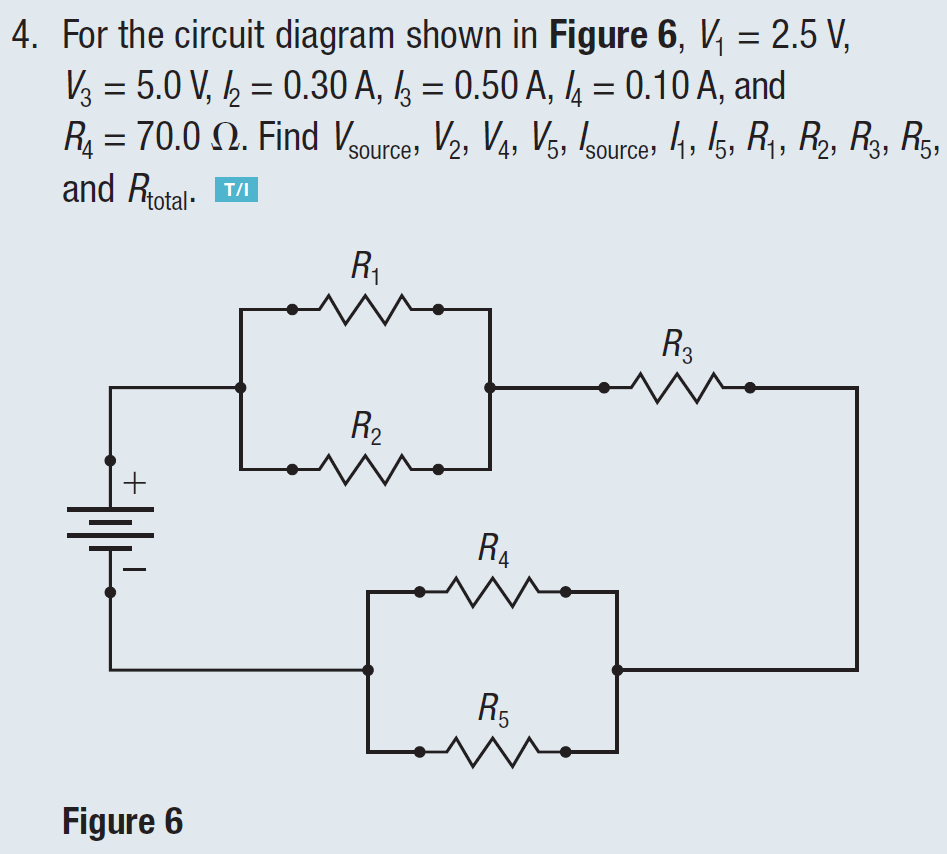 4. For the circuit diagram shown in Figure 6, V₁ = 2.5 V,
V₃ = 5.0 V, I₂ = 0.30 A, I₃ = 0.50 A, I₄ = 0.10 A, and
R₄ = 70.0 Ω. Find Vsource, V₂, V₄, V₅, Isource, I₁, I₅, R₁, R₂, R₃, R₅,
and Rtotal. T/I
R₁
R₃
R₂
+
−
R₄
R₅
Figure 6